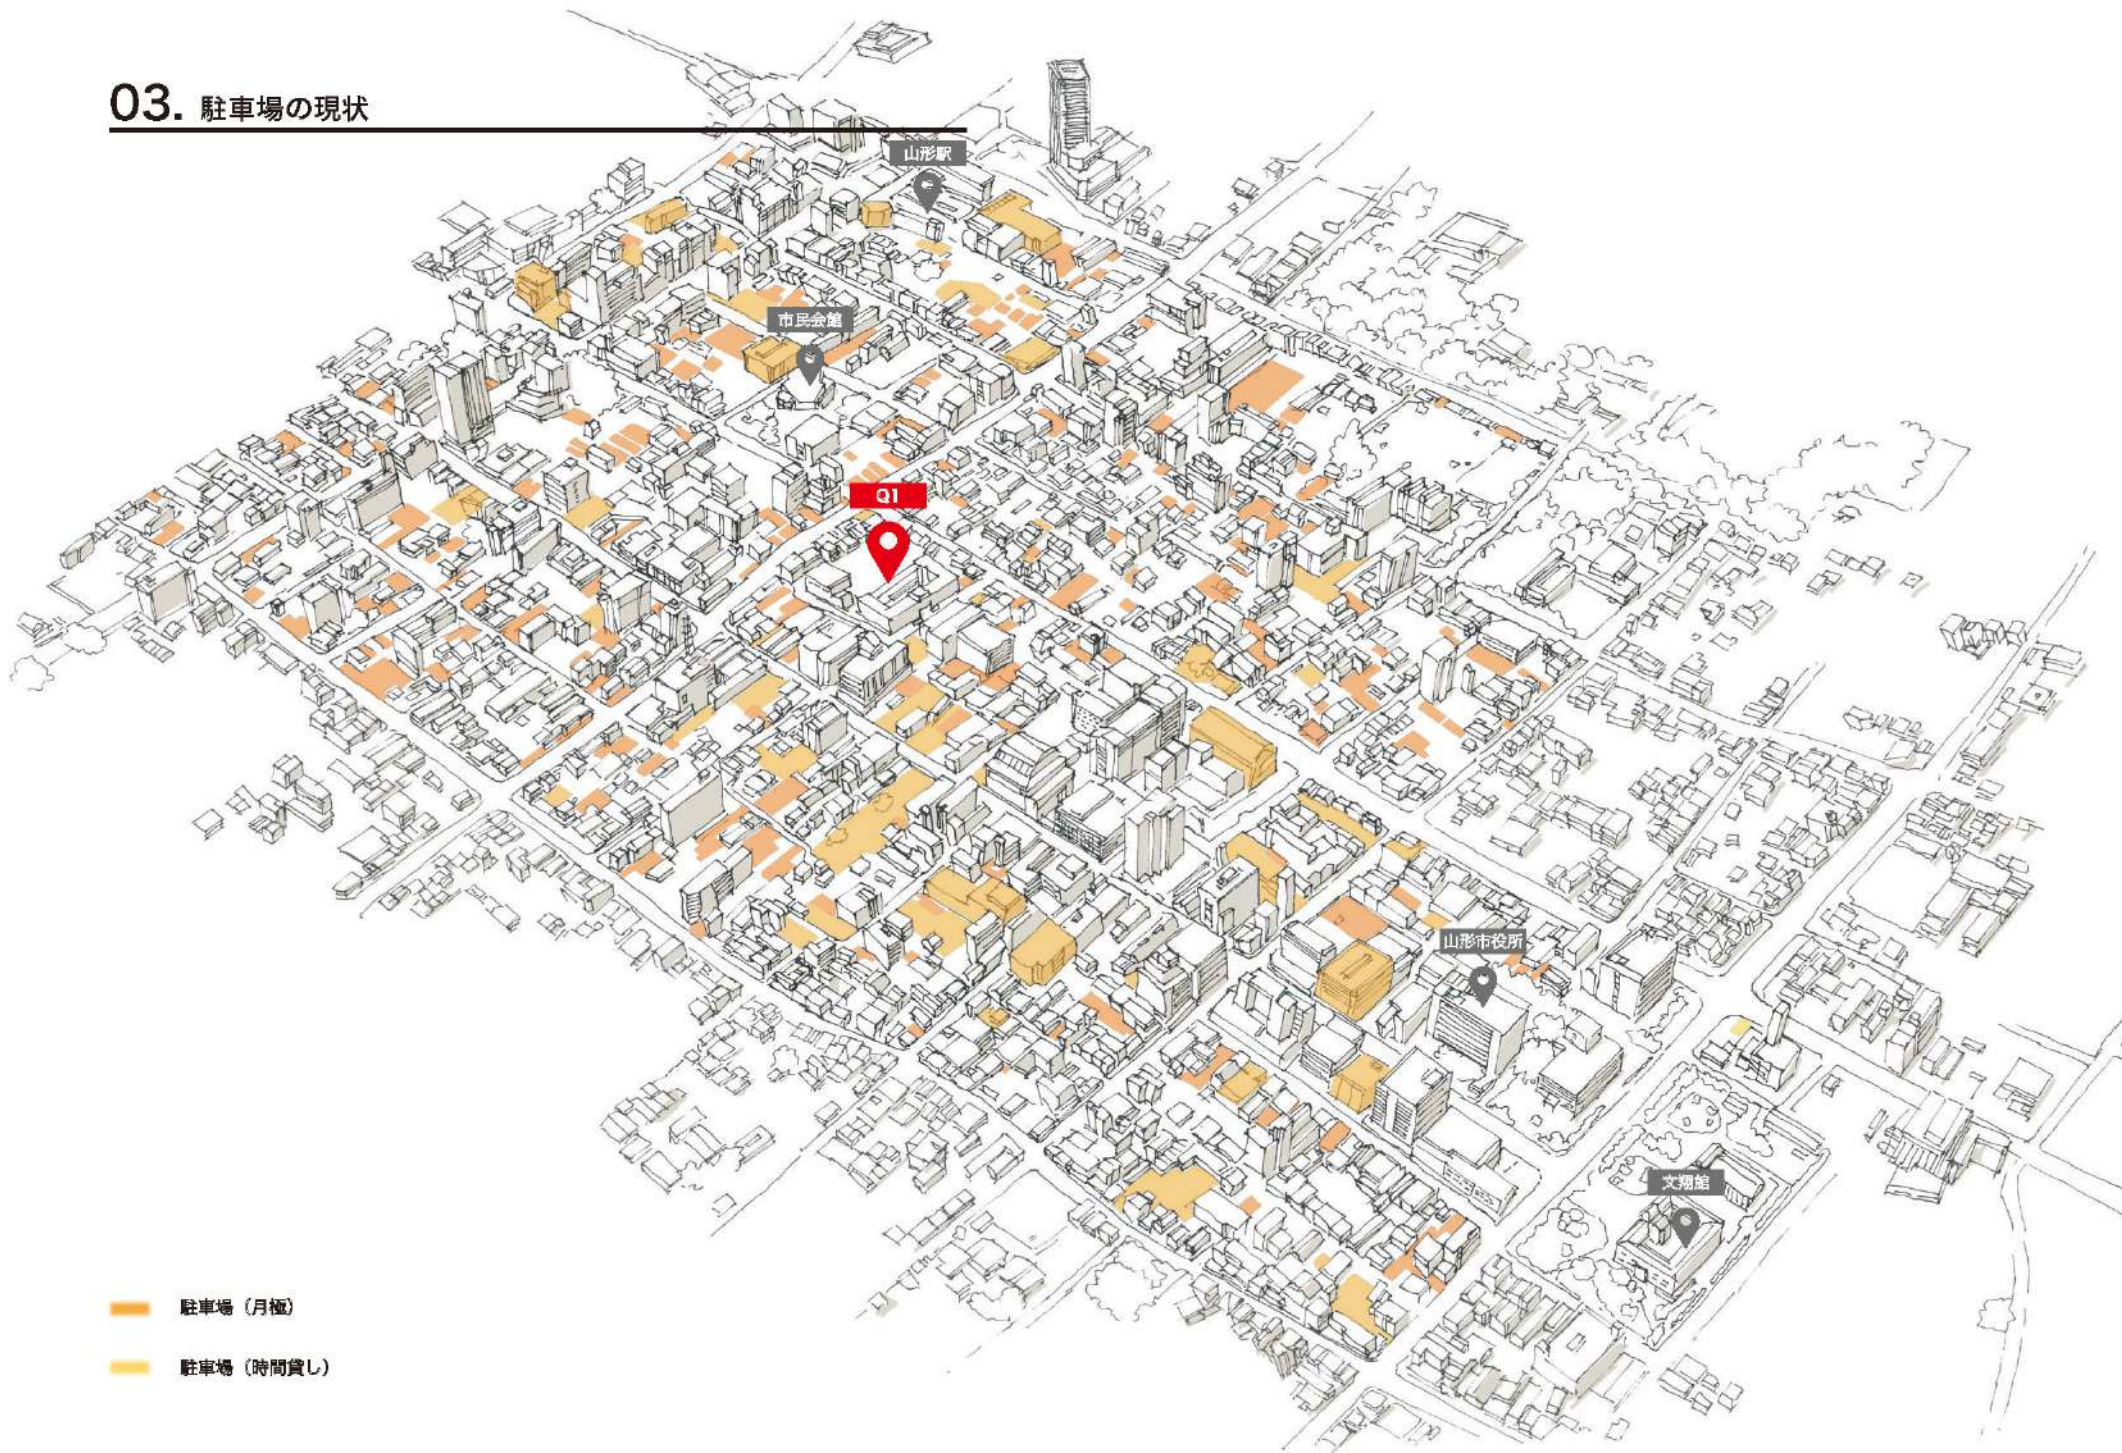 03. 駐車場の現状
山形駅
市民会館
Q1
山形市役所
文翔館
駐車場（月極）
駐車場（時間貸し）